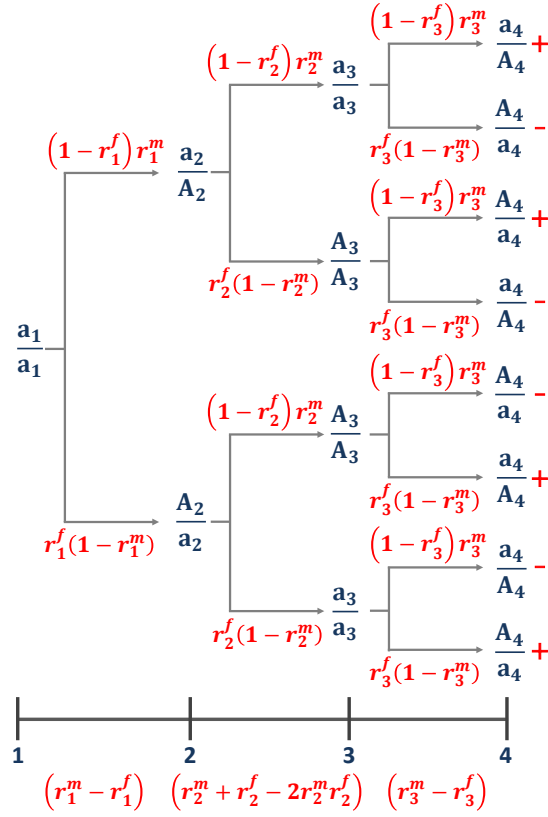 (1 − r₃ᶠ) r₃ᵐ
a₄/A₄ +
(1 − r₂ᶠ) r₂ᵐ
a₃/a₃
A₄/a₄ −
r₃ᶠ(1 − r₃ᵐ)
(1 − r₁ᶠ) r₁ᵐ
a₂/A₂
(1 − r₃ᶠ) r₃ᵐ
A₄/a₄ +
A₃/A₃
r₂ᶠ(1 − r₂ᵐ)
a₄/A₄ −
r₃ᶠ(1 − r₃ᵐ)
a₁/a₁
(1 − r₃ᶠ) r₃ᵐ
A₄/a₄ −
(1 − r₂ᶠ) r₂ᵐ
A₃/A₃
a₄/A₄ +
r₃ᶠ(1 − r₃ᵐ)
A₂/a₂
r₁ᶠ(1 − r₁ᵐ)
(1 − r₃ᶠ) r₃ᵐ
a₄/A₄ −
a₃/a₃
r₂ᶠ(1 − r₂ᵐ)
A₄/a₄ +
r₃ᶠ(1 − r₃ᵐ)
1 2 3 4
(r₁ᵐ − r₁ᶠ) (r₂ᵐ + r₂ᶠ − 2r₂ᵐr₂ᶠ) (r₃ᵐ − r₃ᶠ)